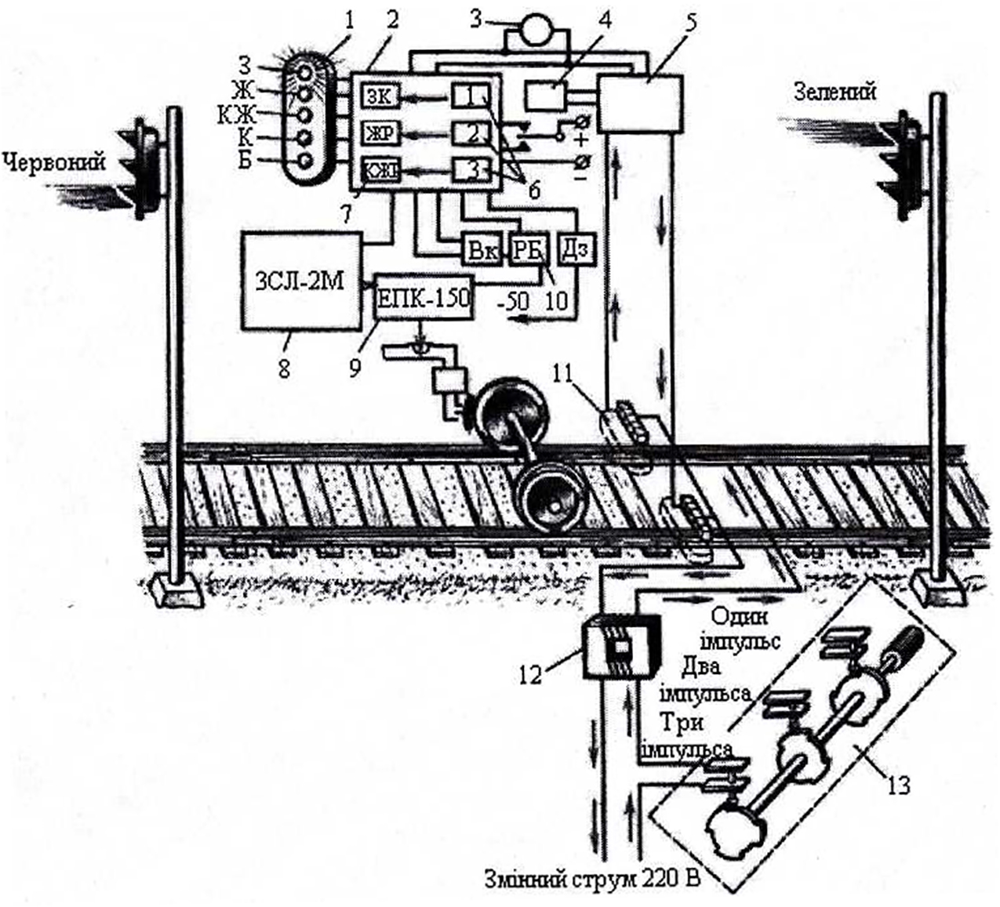 1
2
3
4
5
З
Ж
КЖ
К
Б
ЗК
ЖР
КЖР
1
2
3
+
–
6
7
Зелений
Червоний
ЗСЛ-2М
ЕПК-150
Вк
РБ
Дз
-50
10
8
9
11
12
Один
імпульс
Два
імпульса
Три
імпульса
13
Змінний струм 220 В